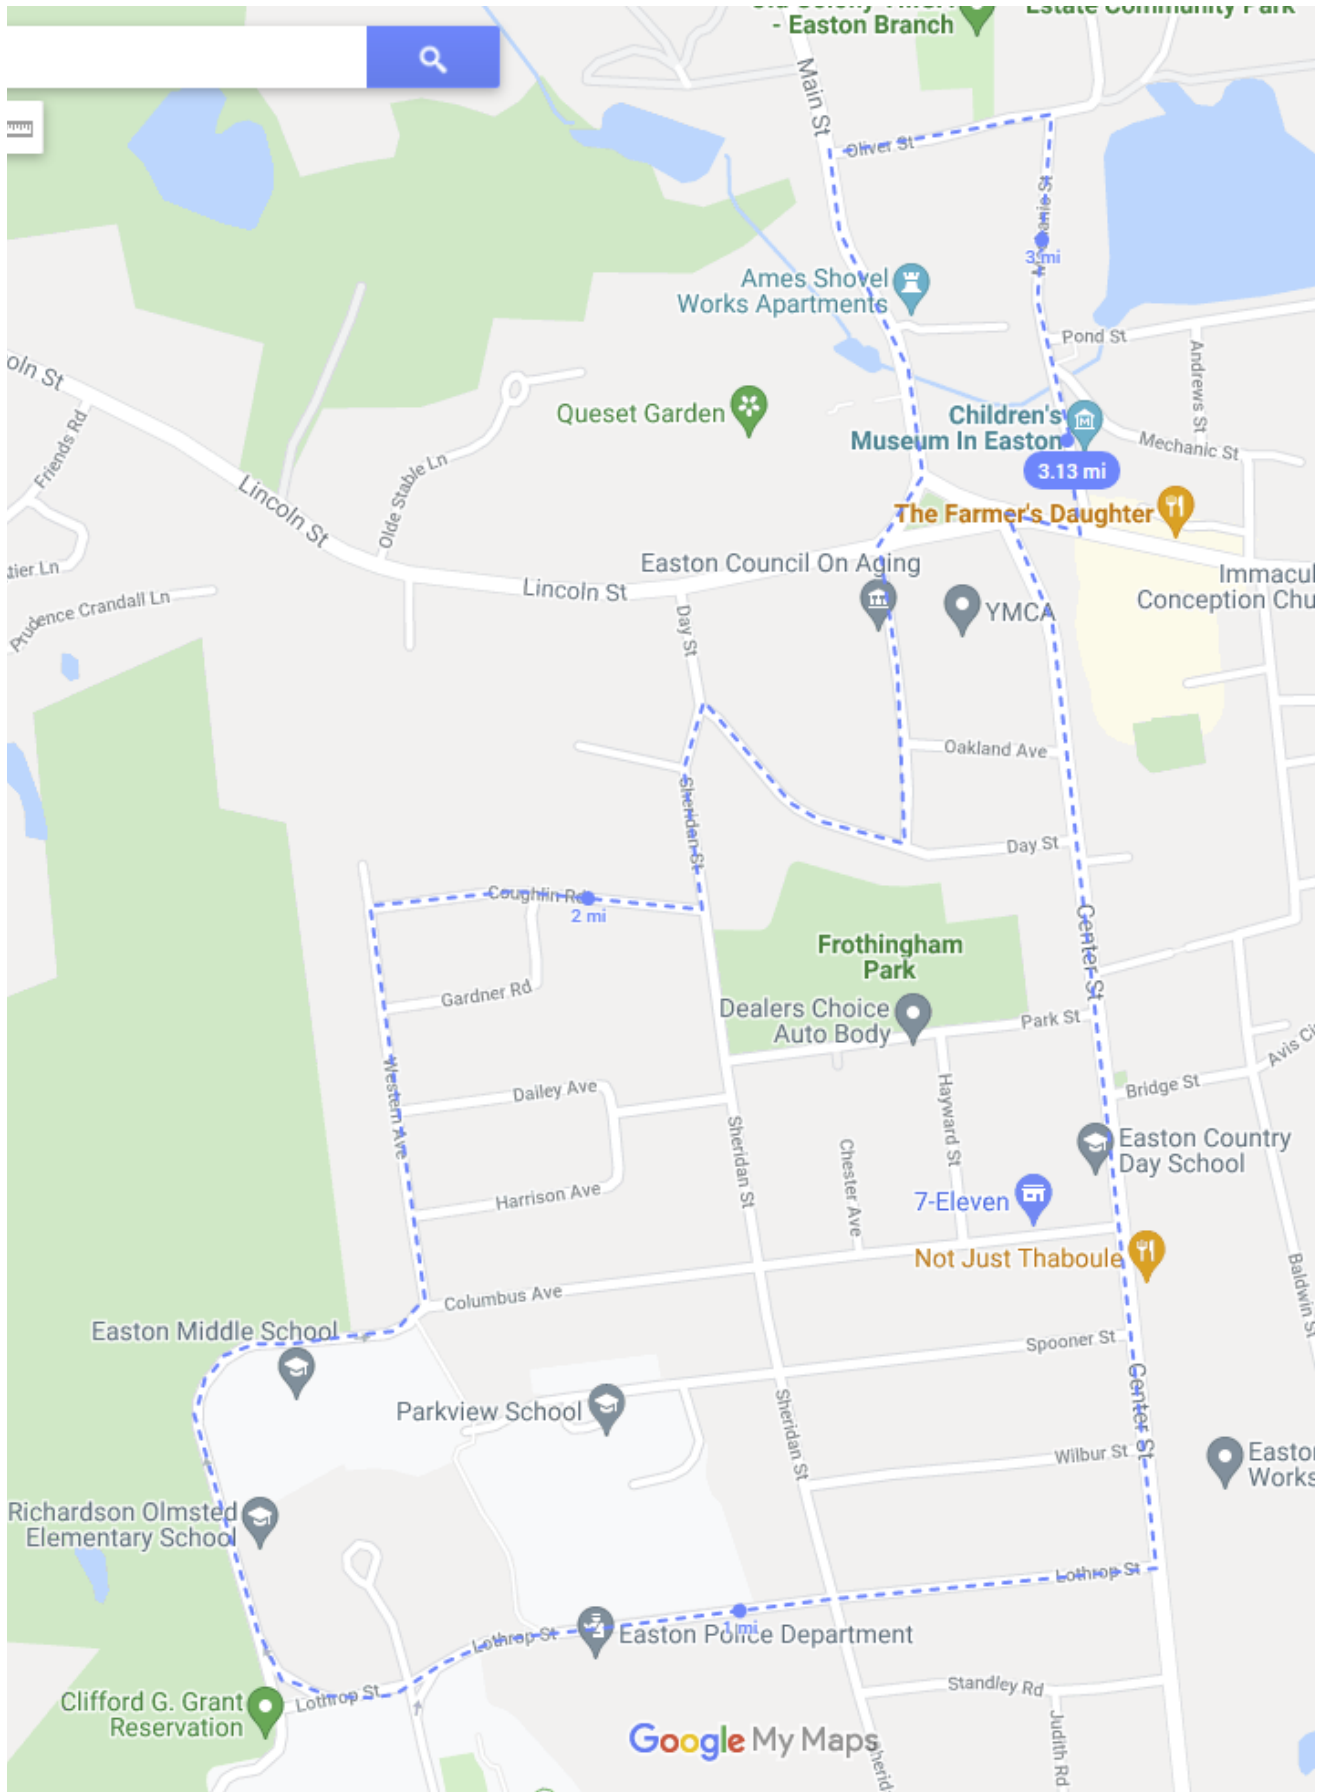 - Easton Branch
Estate Community Park
Main St
Oliver St
3 mi
Ames Shovel
Works Apartments
Pond St
Andrews St
oln St
Friends Rd
Queset Garden
Children's
Museum In Easton
Mechanic St
3.13 mi
Olde Stable Ln
Lincoln St
The Farmer's Daughter
tier Ln
Easton Council On Aging
Lincoln St
Immacul
Conception Chu
Prudence Crandall Ln
YMCA
Day St
Oakland Ave
Sheridan St
Day St
Coughlin Rd
2 mi
Center St
Frothingham
Park
Gardner Rd
Dealers Choice
Auto Body
Park St
Avis Ci
Western Ave
Dailey Ave
Hayward St
Bridge St
Sheridan St
Chester Ave
Easton Country
Day School
Harrison Ave
7-Eleven
Not Just Thaboule
Baldwin St
Columbus Ave
Easton Middle School
Spooner St
Center St
Parkview School
Sheridan St
Wilbur St
Easto
Works
Richardson Olmsted
Elementary School
Lothrop St
1 mi
Lothrop St
Easton Police Department
Clifford G. Grant
Reservation
Lothrop St
Standley Rd
Judith Rd
Google My Maps
Sherid